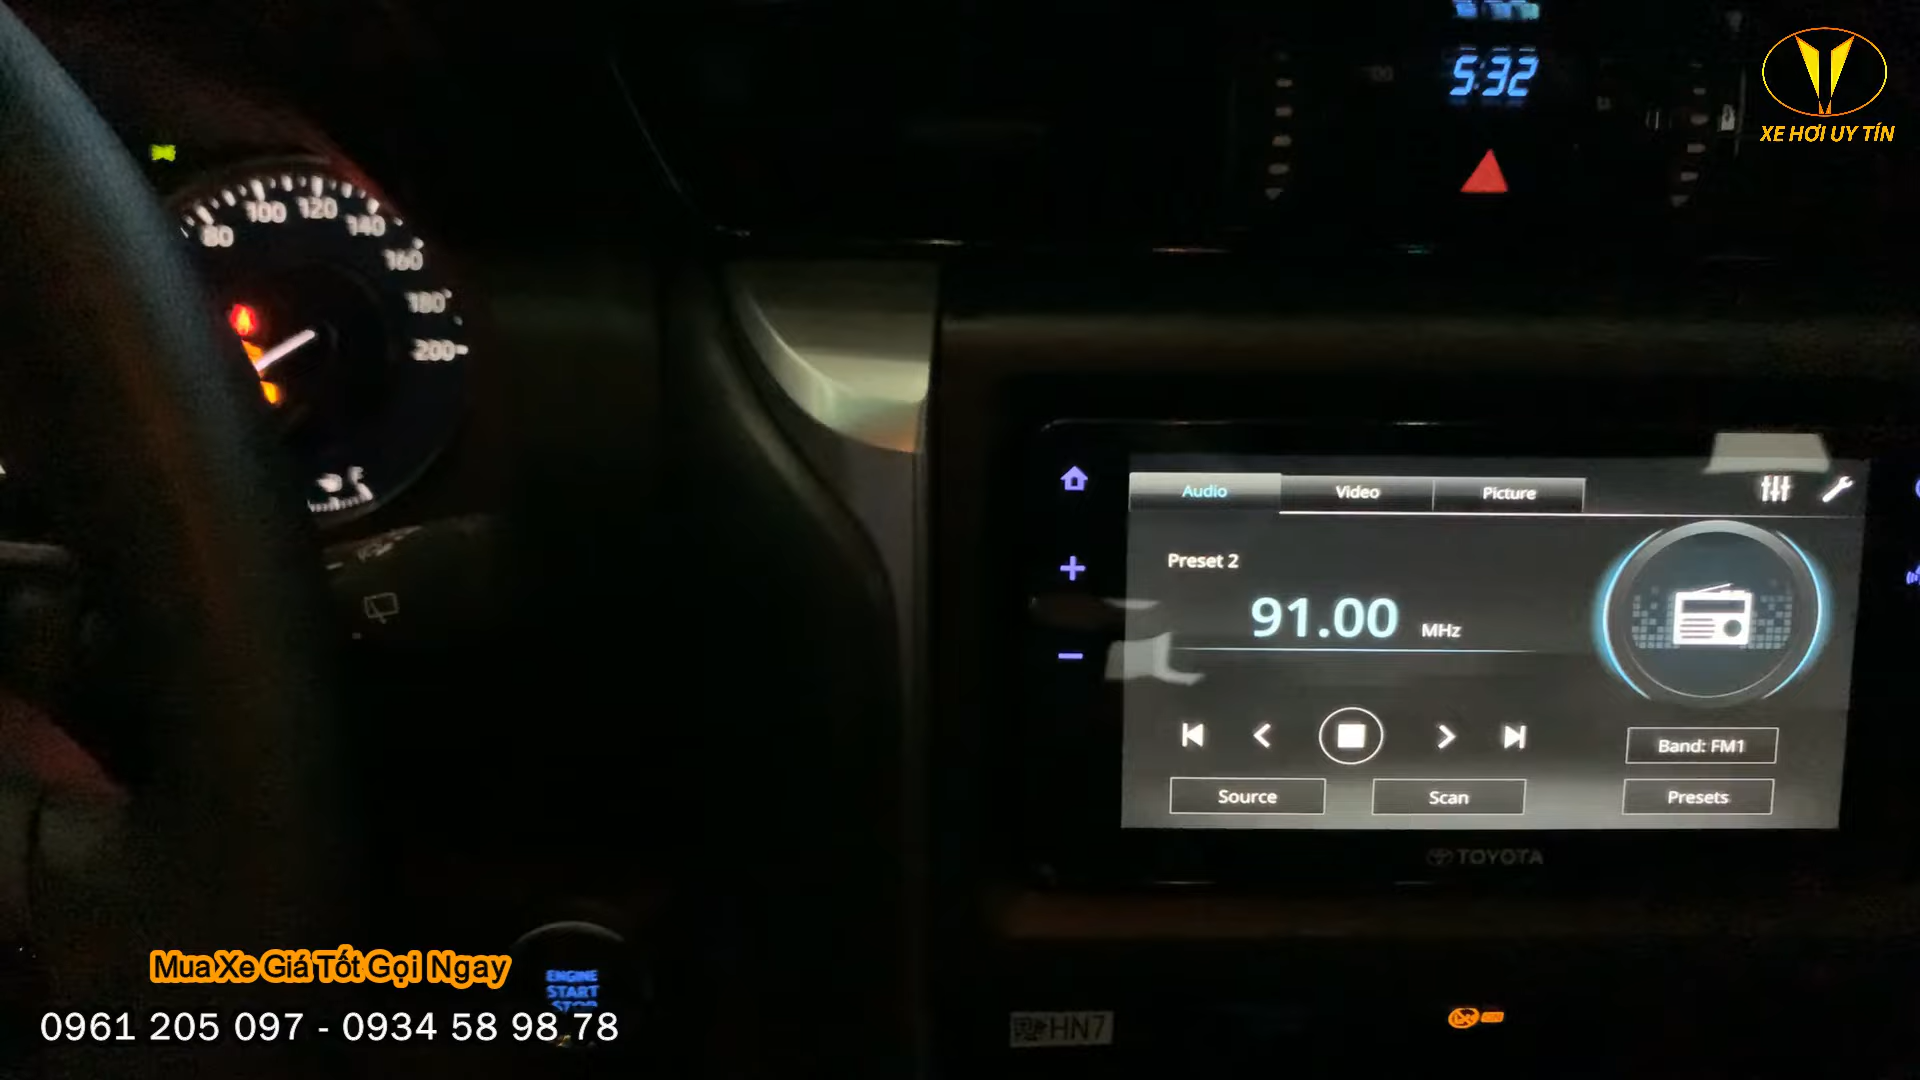 5:32
XE HƠI UY TÍN
80
100
120
140
160
180
200
F
Audio
Video
Picture
Preset 2
91.00 MHz
Band: FM1
Source
Scan
Presets
TOYOTA
Mua Xe Giá Tốt Gọi Ngay
ENGINE
START
STOP
0961 205 097 - 0934 58 98 78
HN7